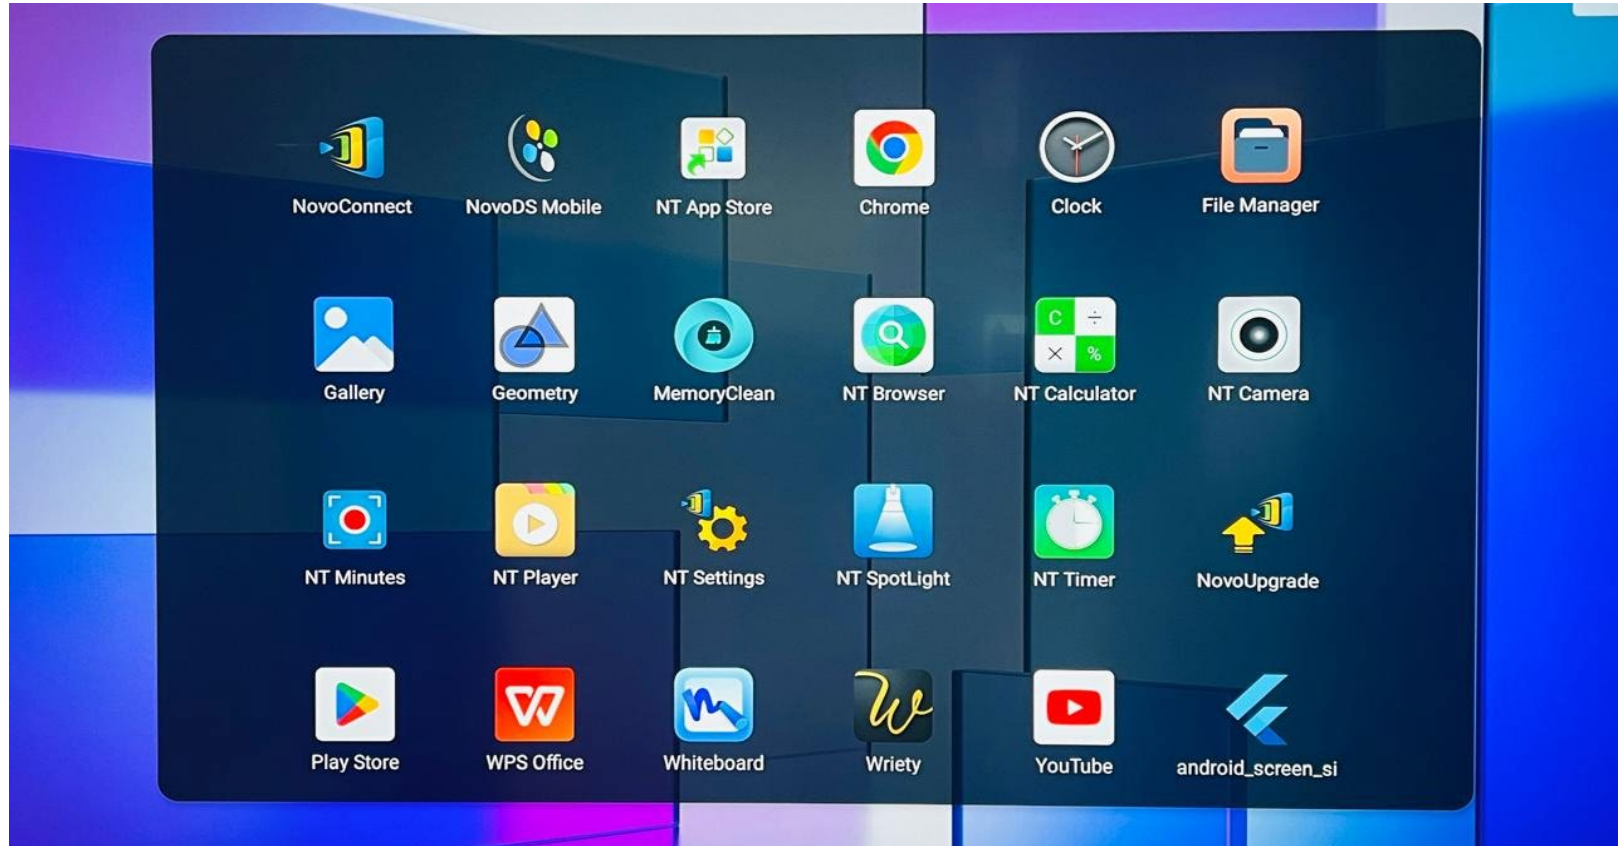 NovoConnect
NovoDS Mobile
NT App Store
Chrome
Clock
File Manager
Gallery
Geometry
MemoryClean
NT Browser
C ÷
× %
NT Calculator
NT Camera
NT Minutes
NT Player
NT Settings
NT SpotLight
NT Timer
NovoUpgrade
Play Store
WPS Office
Whiteboard
Wriety
YouTube
android_screen_si